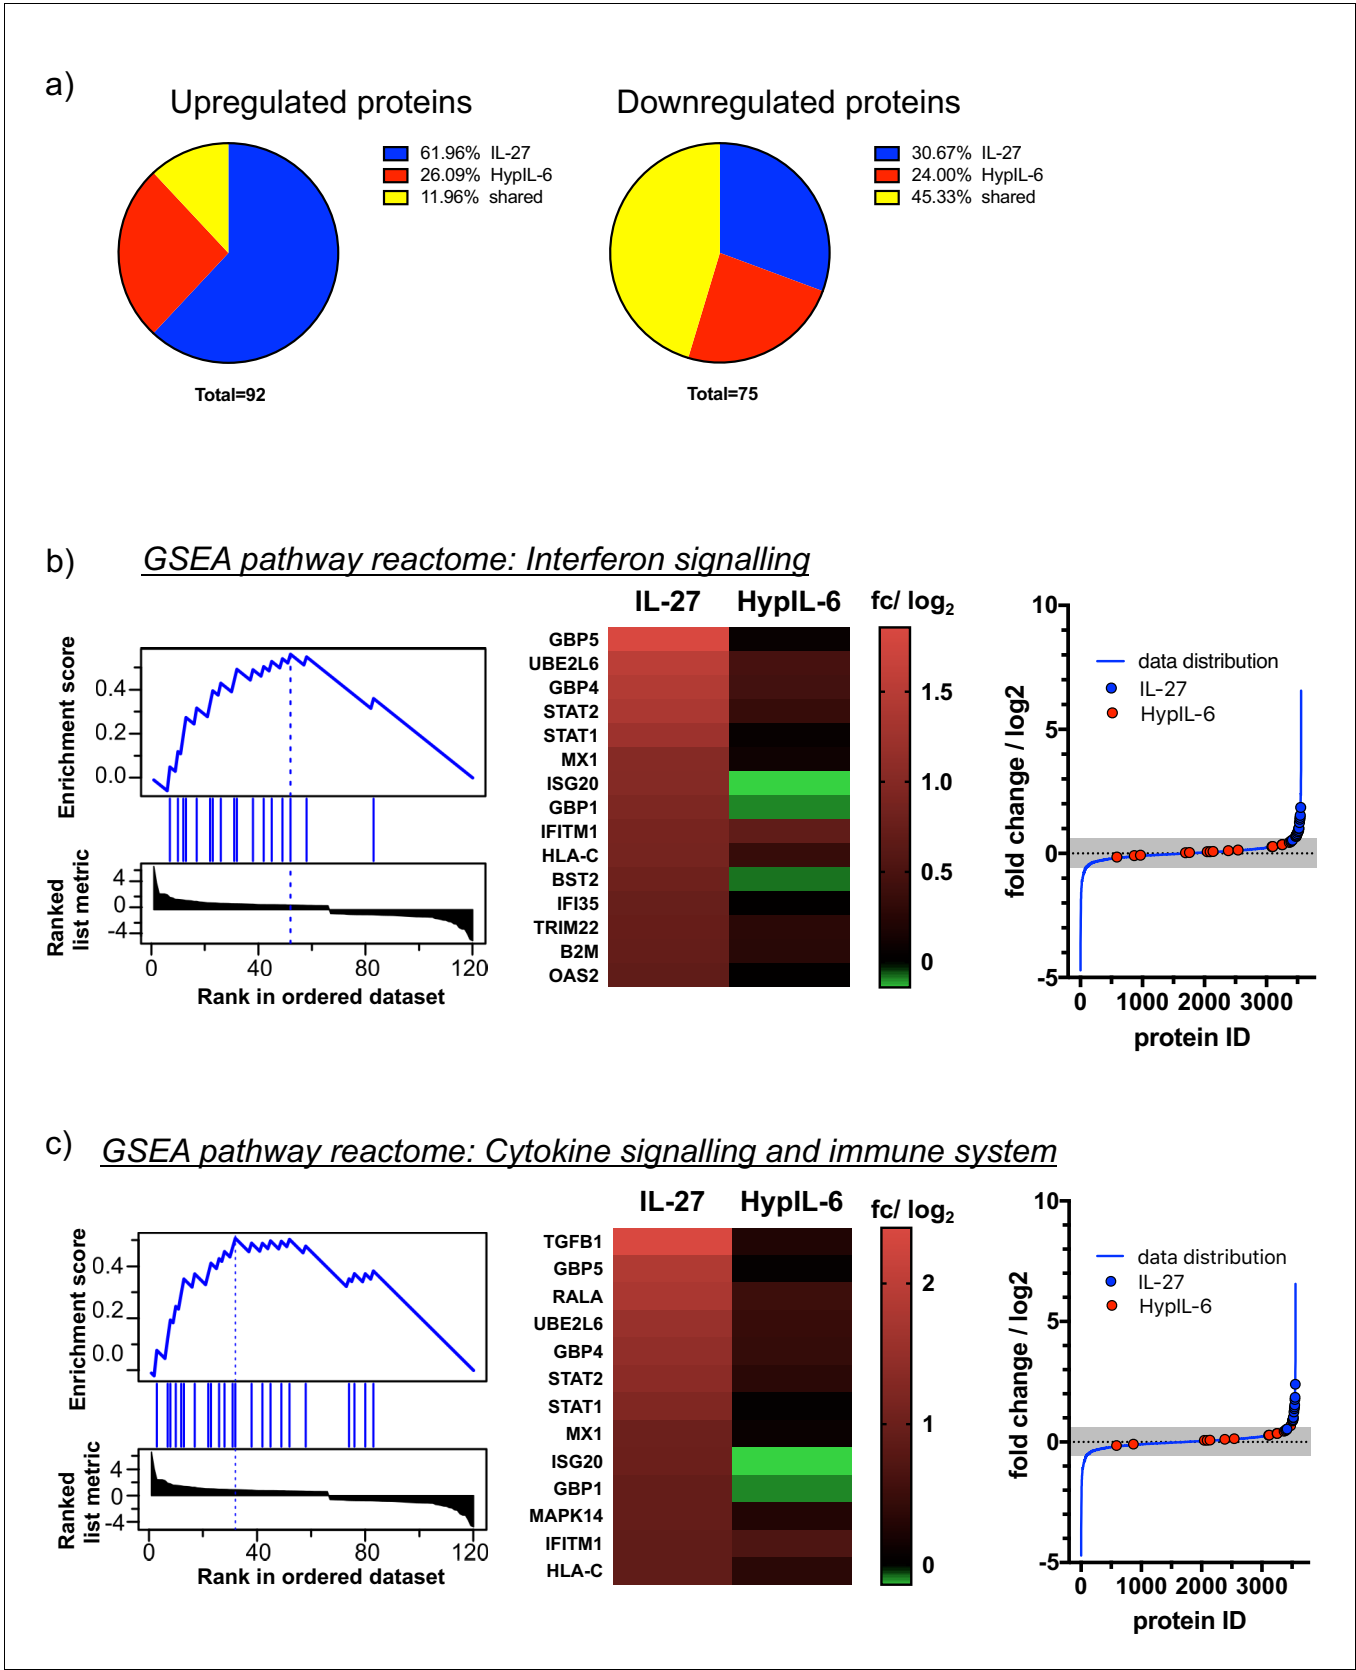 a)
Upregulated proteins
61.96% IL-27
26.09% HypIL-6
11.96% shared
Total=92
Downregulated proteins
30.67% IL-27
24.00% HypIL-6
45.33% shared
Total=75
b)
GSEA pathway reactome: Interferon signalling
Enrichment score
0.4
0.2
0.0
Ranked
list metric
4
0
-4
0 40 80 120
Rank in ordered dataset
IL-27 HypIL-6 fc/ log2
GBP5
UBE2L6
GBP4
STAT2
STAT1
MX1
ISG20
GBP1
IFITM1
HLA-C
BST2
IFI35
TRIM22
B2M
OAS2
1.5
1.0
0.5
0
fold change / log2
10
5
0
-5
data distribution
IL-27
HypIL-6
0 1000 2000 3000
protein ID
c)
GSEA pathway reactome: Cytokine signalling and immune system
Enrichment score
0.4
0.2
0.0
Ranked
list metric
4
0
-4
0 40 80 120
Rank in ordered dataset
IL-27 HypIL-6 fc/ log2
TGFB1
GBP5
RALA
UBE2L6
GBP4
STAT2
STAT1
MX1
ISG20
GBP1
MAPK14
IFITM1
HLA-C
2
1
0
fold change / log2
10
5
0
-5
data distribution
IL-27
HypIL-6
0 1000 2000 3000
protein ID